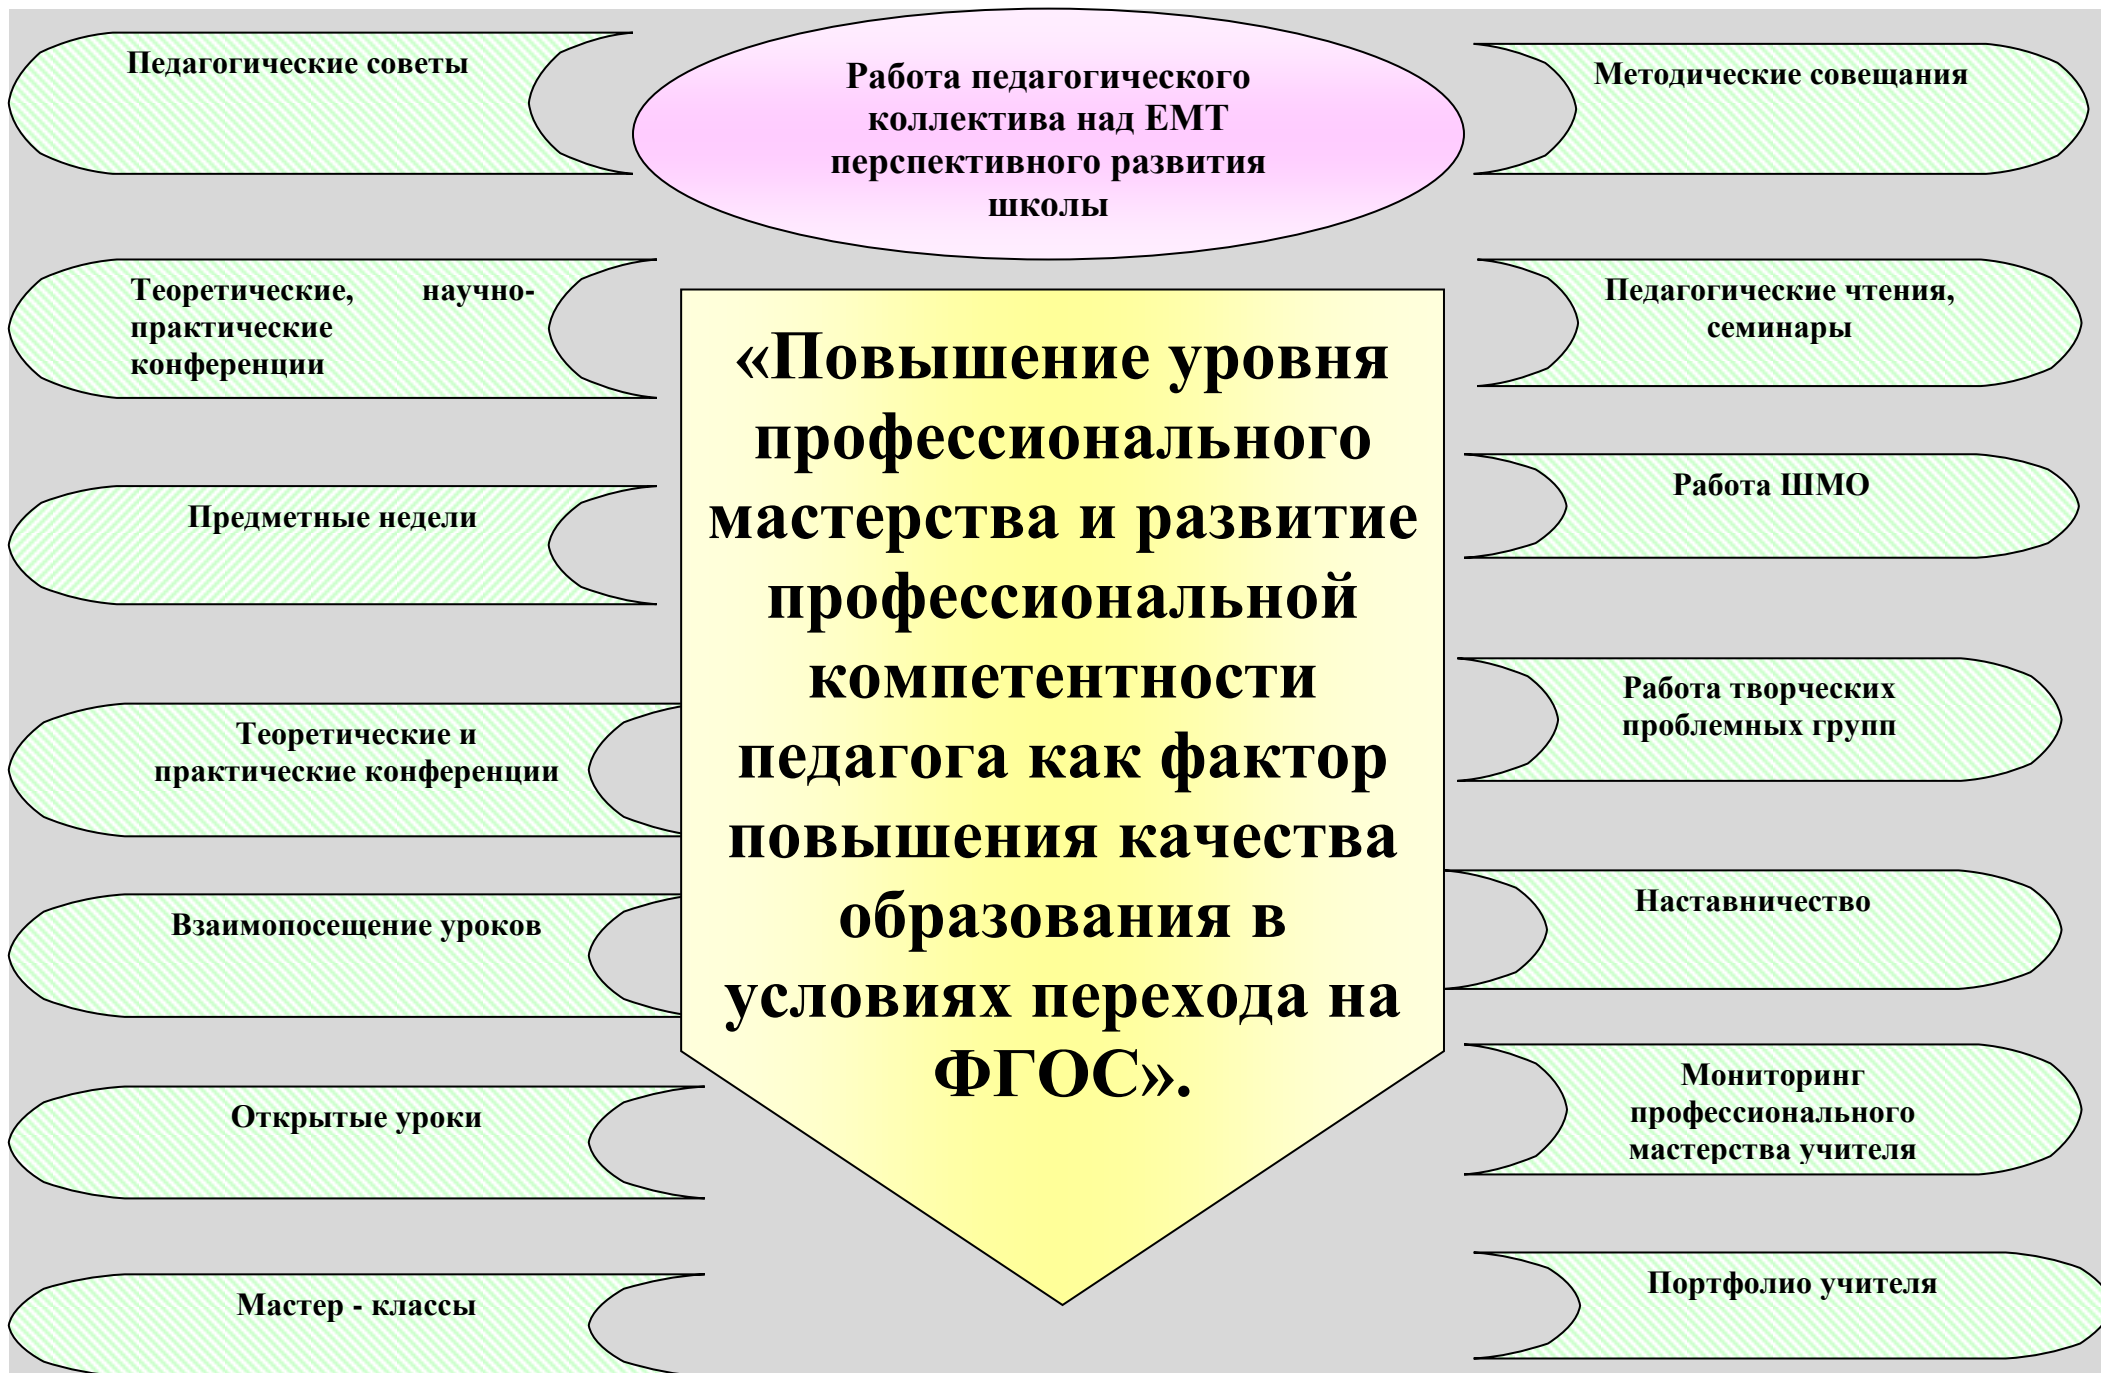 Педагогические советы
Работа педагогического
коллектива над ЕМТ
перспективного развития
школы
Методические совещания
Теоретические, научно-
практические
конференции
Педагогические чтения,
семинары
«Повышение уровня
профессионального
мастерства и развитие
профессиональной
компетентности
педагога как фактор
повышения качества
образования в
условиях перехода на
ФГОС».
Предметные недели
Работа ШМО
Теоретические и
практические конференции
Работа творческих
проблемных групп
Взаимопосещение уроков
Наставничество
Открытые уроки
Мониторинг
профессионального
мастерства учителя
Мастер - классы
Портфолио учителя